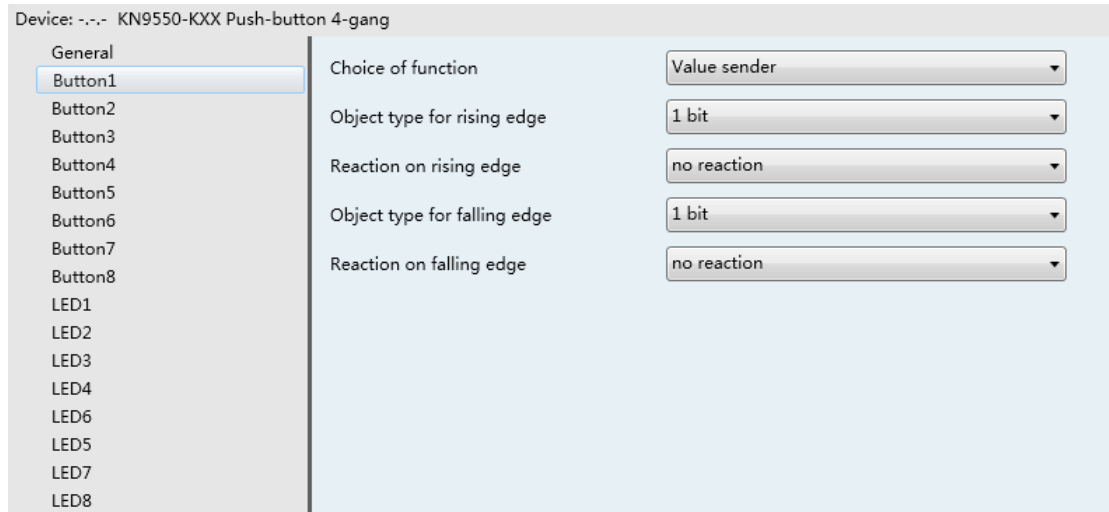 Device: -.-.- KN9550-KXX Push-button 4-gang
General
Button1
Button2
Button3
Button4
Button5
Button6
Button7
Button8
LED1
LED2
LED3
LED4
LED6
LED5
LED7
LED8
Choice of function Value sender
Object type for rising edge 1 bit
Reaction on rising edge no reaction
Object type for falling edge 1 bit
Reaction on falling edge no reaction